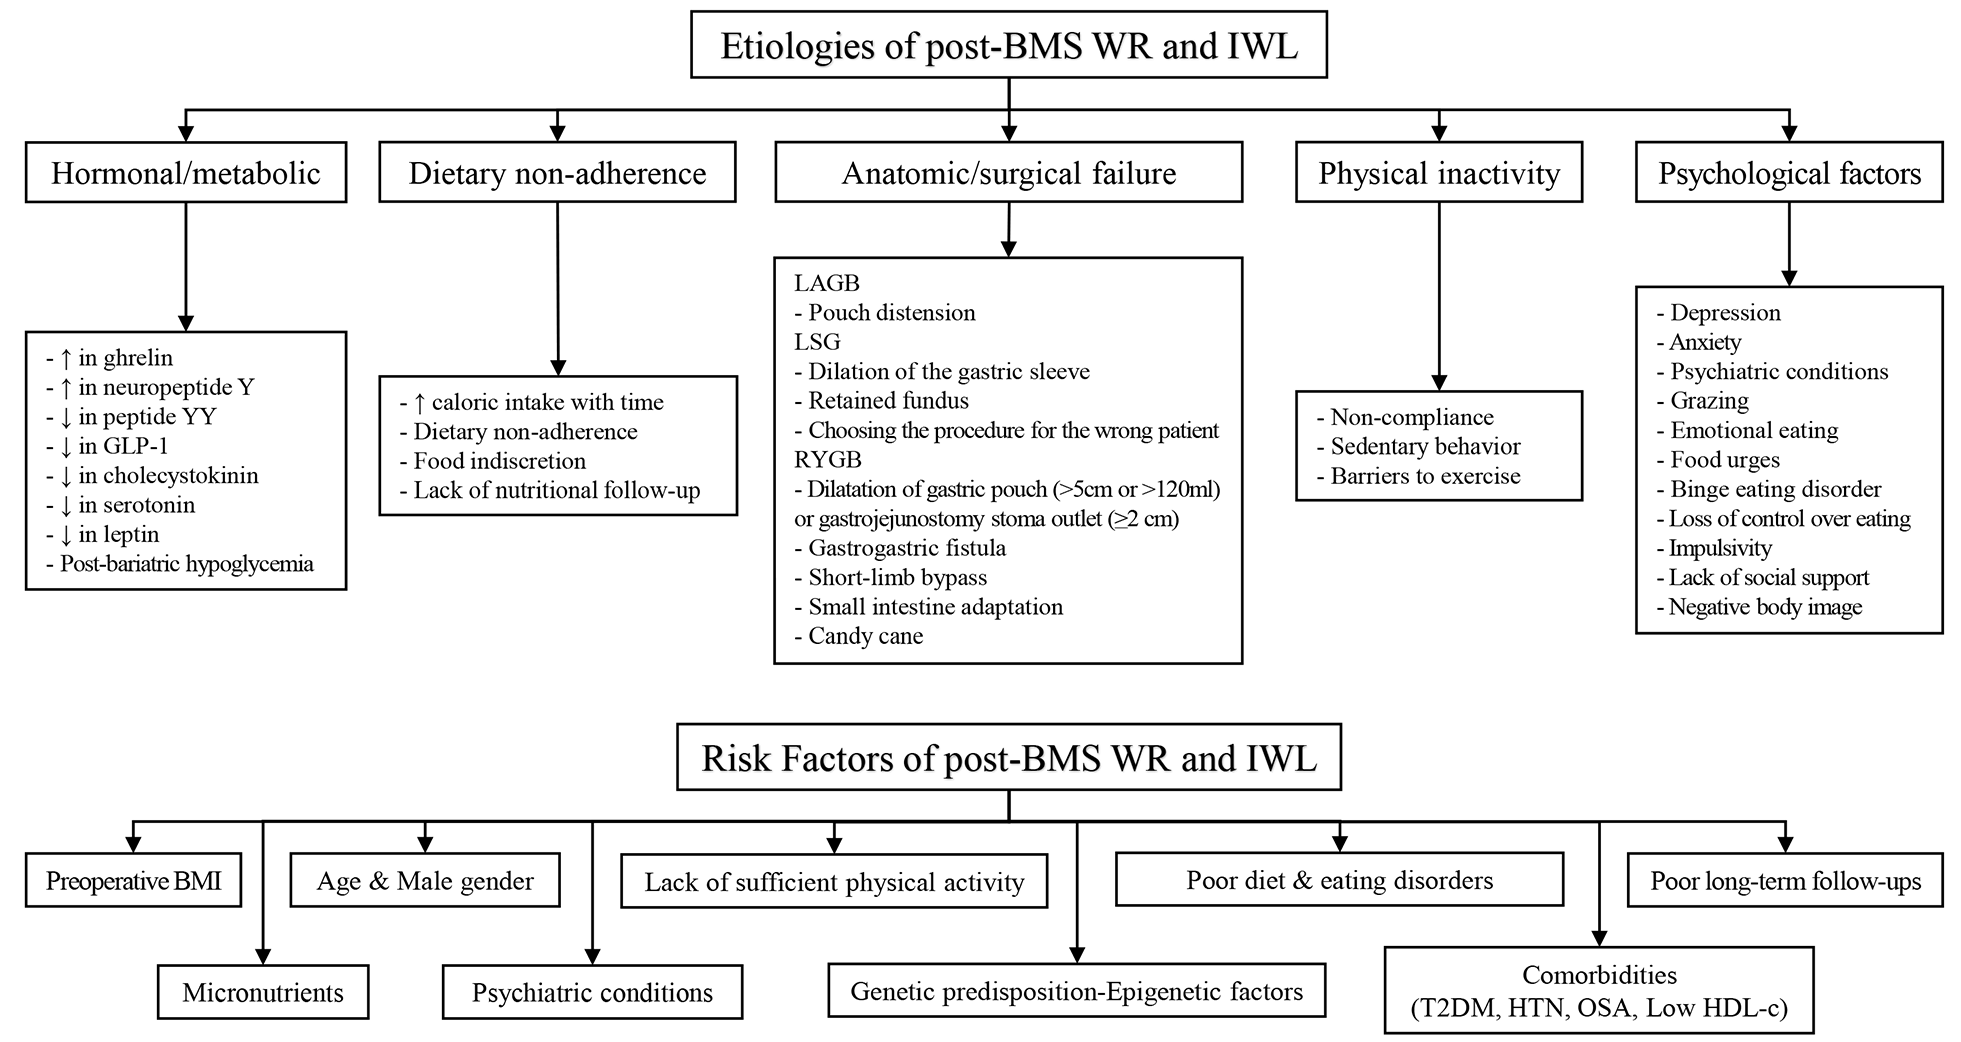 Etiologies of post-BMS WR and IWL
Hormonal/metabolic
Dietary non-adherence
Anatomic/surgical failure
Physical inactivity
Psychological factors
- ↑ in ghrelin
- ↑ in neuropeptide Y
- ↓ in peptide YY
- ↓ in GLP-1
- ↓ in cholecystokinin
- ↓ in serotonin
- ↓ in leptin
- Post-bariatric hypoglycemia
- ↑ caloric intake with time
- Dietary non-adherence
- Food indiscretion
- Lack of nutritional follow-up
LAGB
- Pouch distension
LSG
- Dilation of the gastric sleeve
- Retained fundus
- Choosing the procedure for the wrong patient
RYGB
- Dilatation of gastric pouch (>5cm or >120ml)
or gastrojejunostomy stoma outlet (≥2 cm)
- Gastrogastric fistula
- Short-limb bypass
- Small intestine adaptation
- Candy cane
- Non-compliance
- Sedentary behavior
- Barriers to exercise
- Depression
- Anxiety
- Psychiatric conditions
- Grazing
- Emotional eating
- Food urges
- Binge eating disorder
- Loss of control over eating
- Impulsivity
- Lack of social support
- Negative body image
Risk Factors of post-BMS WR and IWL
Preoperative BMI
Age & Male gender
Lack of sufficient physical activity
Poor diet & eating disorders
Poor long-term follow-ups
Micronutrients
Psychiatric conditions
Genetic predisposition-Epigenetic factors
Comorbidities
(T2DM, HTN, OSA, Low HDL-c)